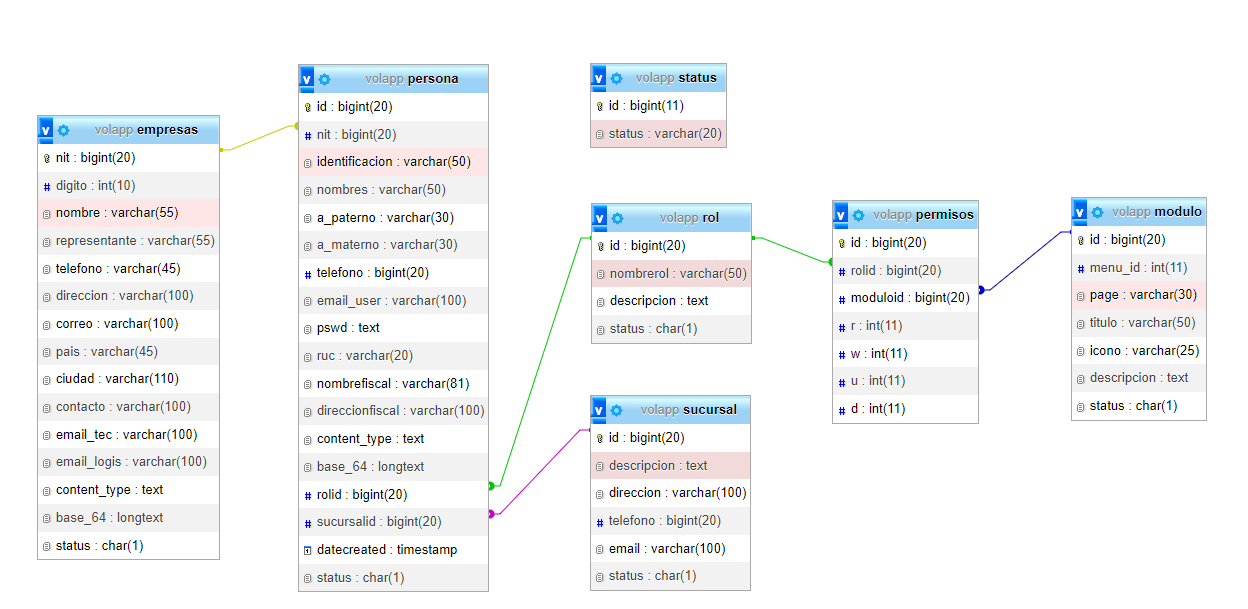 volapp empresas
nit : bigint(20)
digito : int(10)
nombre : varchar(55)
representante : varchar(55)
telefono : varchar(45)
direccion : varchar(100)
correo : varchar(100)
pais : varchar(45)
ciudad : varchar(110)
contacto : varchar(100)
email_tec : varchar(100)
email_logis : varchar(100)
content_type : text
base_64 : longtext
status : char(1)
volapp persona
id : bigint(20)
nit : bigint(20)
identificacion : varchar(50)
nombres : varchar(50)
a_paterno : varchar(30)
a_materno : varchar(30)
telefono : bigint(20)
email_user : varchar(100)
pswd : text
ruc : varchar(20)
nombrefiscal : varchar(81)
direccionfiscal : varchar(100)
content_type : text
base_64 : longtext
rolid : bigint(20)
sucursalid : bigint(20)
datecreated : timestamp
status : char(1)
volapp status
id : bigint(11)
status : varchar(20)
volapp rol
id : bigint(20)
nombrerol : varchar(50)
descripcion : text
status : char(1)
volapp sucursal
id : bigint(20)
descripcion : text
direccion : varchar(100)
telefono : bigint(20)
email : varchar(100)
status : char(1)
volapp permisos
id : bigint(20)
rolid : bigint(20)
moduloid : bigint(20)
r : int(11)
w : int(11)
u : int(11)
d : int(11)
volapp modulo
id : bigint(20)
menu_id : int(11)
page : varchar(30)
titulo : varchar(50)
icono : varchar(25)
descripcion : text
status : char(1)